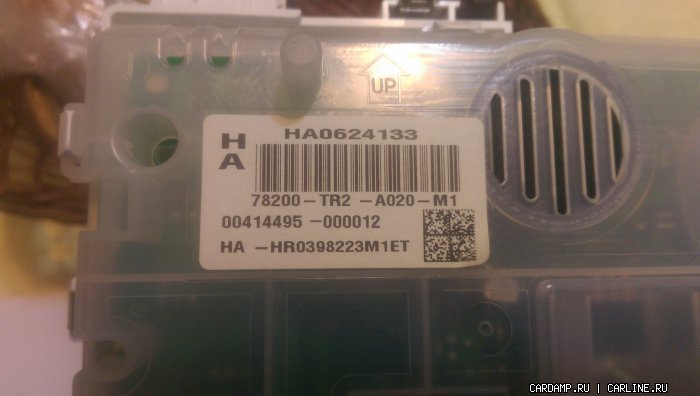 UP
H
A
HA0624133
78200-TR2 -A020-M1
00414495-000012
HA -HR0398223M1ET
CARDAMP.RU | CARLINE.RU